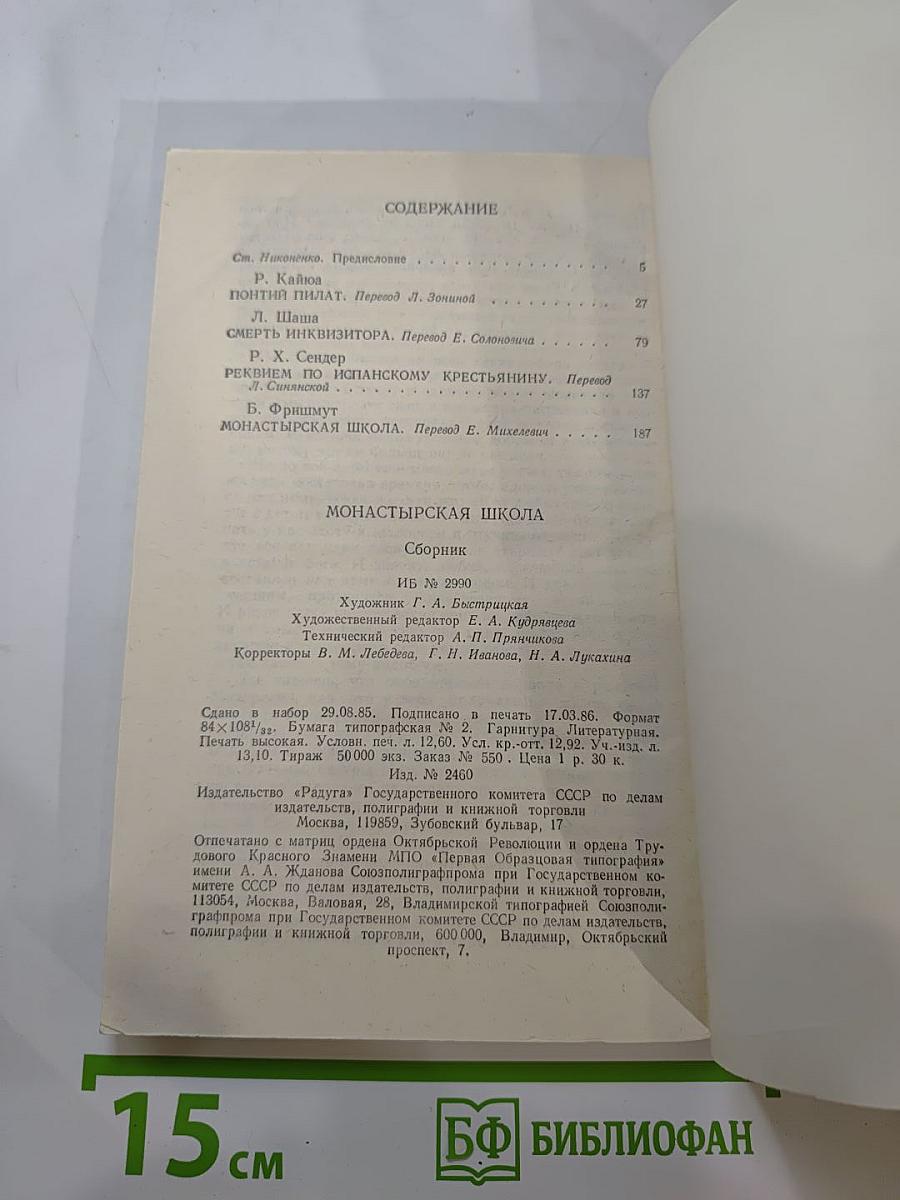 СОДЕРЖАНИЕ
Ст. Никоненко. Предисловие . . . . . . . . . . . . . . . 5
Р. Кайюа
ПОНТИЙ ПИЛАТ. Перевод Л. Зониной . . . . . . . . . . 27
Л. Шаша
СМЕРТЬ ИНКВИЗИТОРА. Перевод Е. Солоновича . . . . . . 79
Р. Х. Сендер
РЕКВИЕМ ПО ИСПАНСКОМУ КРЕСТЬЯНИНУ. Перевод
Л. Синянской . . . . . . . . . . . . . . . . . . . . . 137
Б. Фришмут
МОНАСТЫРСКАЯ ШКОЛА. Перевод Е. Михелевич . . . . . 187
МОНАСТЫРСКАЯ ШКОЛА
Сборник
ИБ № 2990
Художник Г. А. Быстрицкая
Художественный редактор Е. А. Кудрявцева
Технический редактор А. П. Прянчикова
Корректоры В. М. Лебедева, Г. Н. Иванова, Н. А. Лукахина
Сдано в набор 29.08.85. Подписано в печать 17.03.86. Формат
84×108¹/₃₂. Бумага типографская № 2. Гарнитура Литературная.
Печать высокая. Условн. печ. л. 12,60. Усл. кр.-отт. 12,92. Уч.-изд. л.
13,10. Тираж 50 000 экз. Заказ № 550 . Цена 1 р. 30 к.
Изд. № 2460
Издательство «Радуга» Государственного комитета СССР по делам
издательств, полиграфии и книжной торговли
Москва, 119859, Зубовский бульвар, 17
Отпечатано с матриц ордена Октябрьской Революции и ордена Тру-
дового Красного Знамени МПО «Первая Образцовая типография»
имени А. А. Жданова Союзполиграфпрома при Государственном ко-
митете СССР по делам издательств, полиграфии и книжной торговли,
113054, Москва, Валовая, 28, Владимирской типографией Союзполи-
графпрома при Государственном комитете СССР по делам издательств,
полиграфии и книжной торговли, 600 000, Владимир, Октябрьский
проспект, 7.
15 см
БФ БИБЛИОФАН